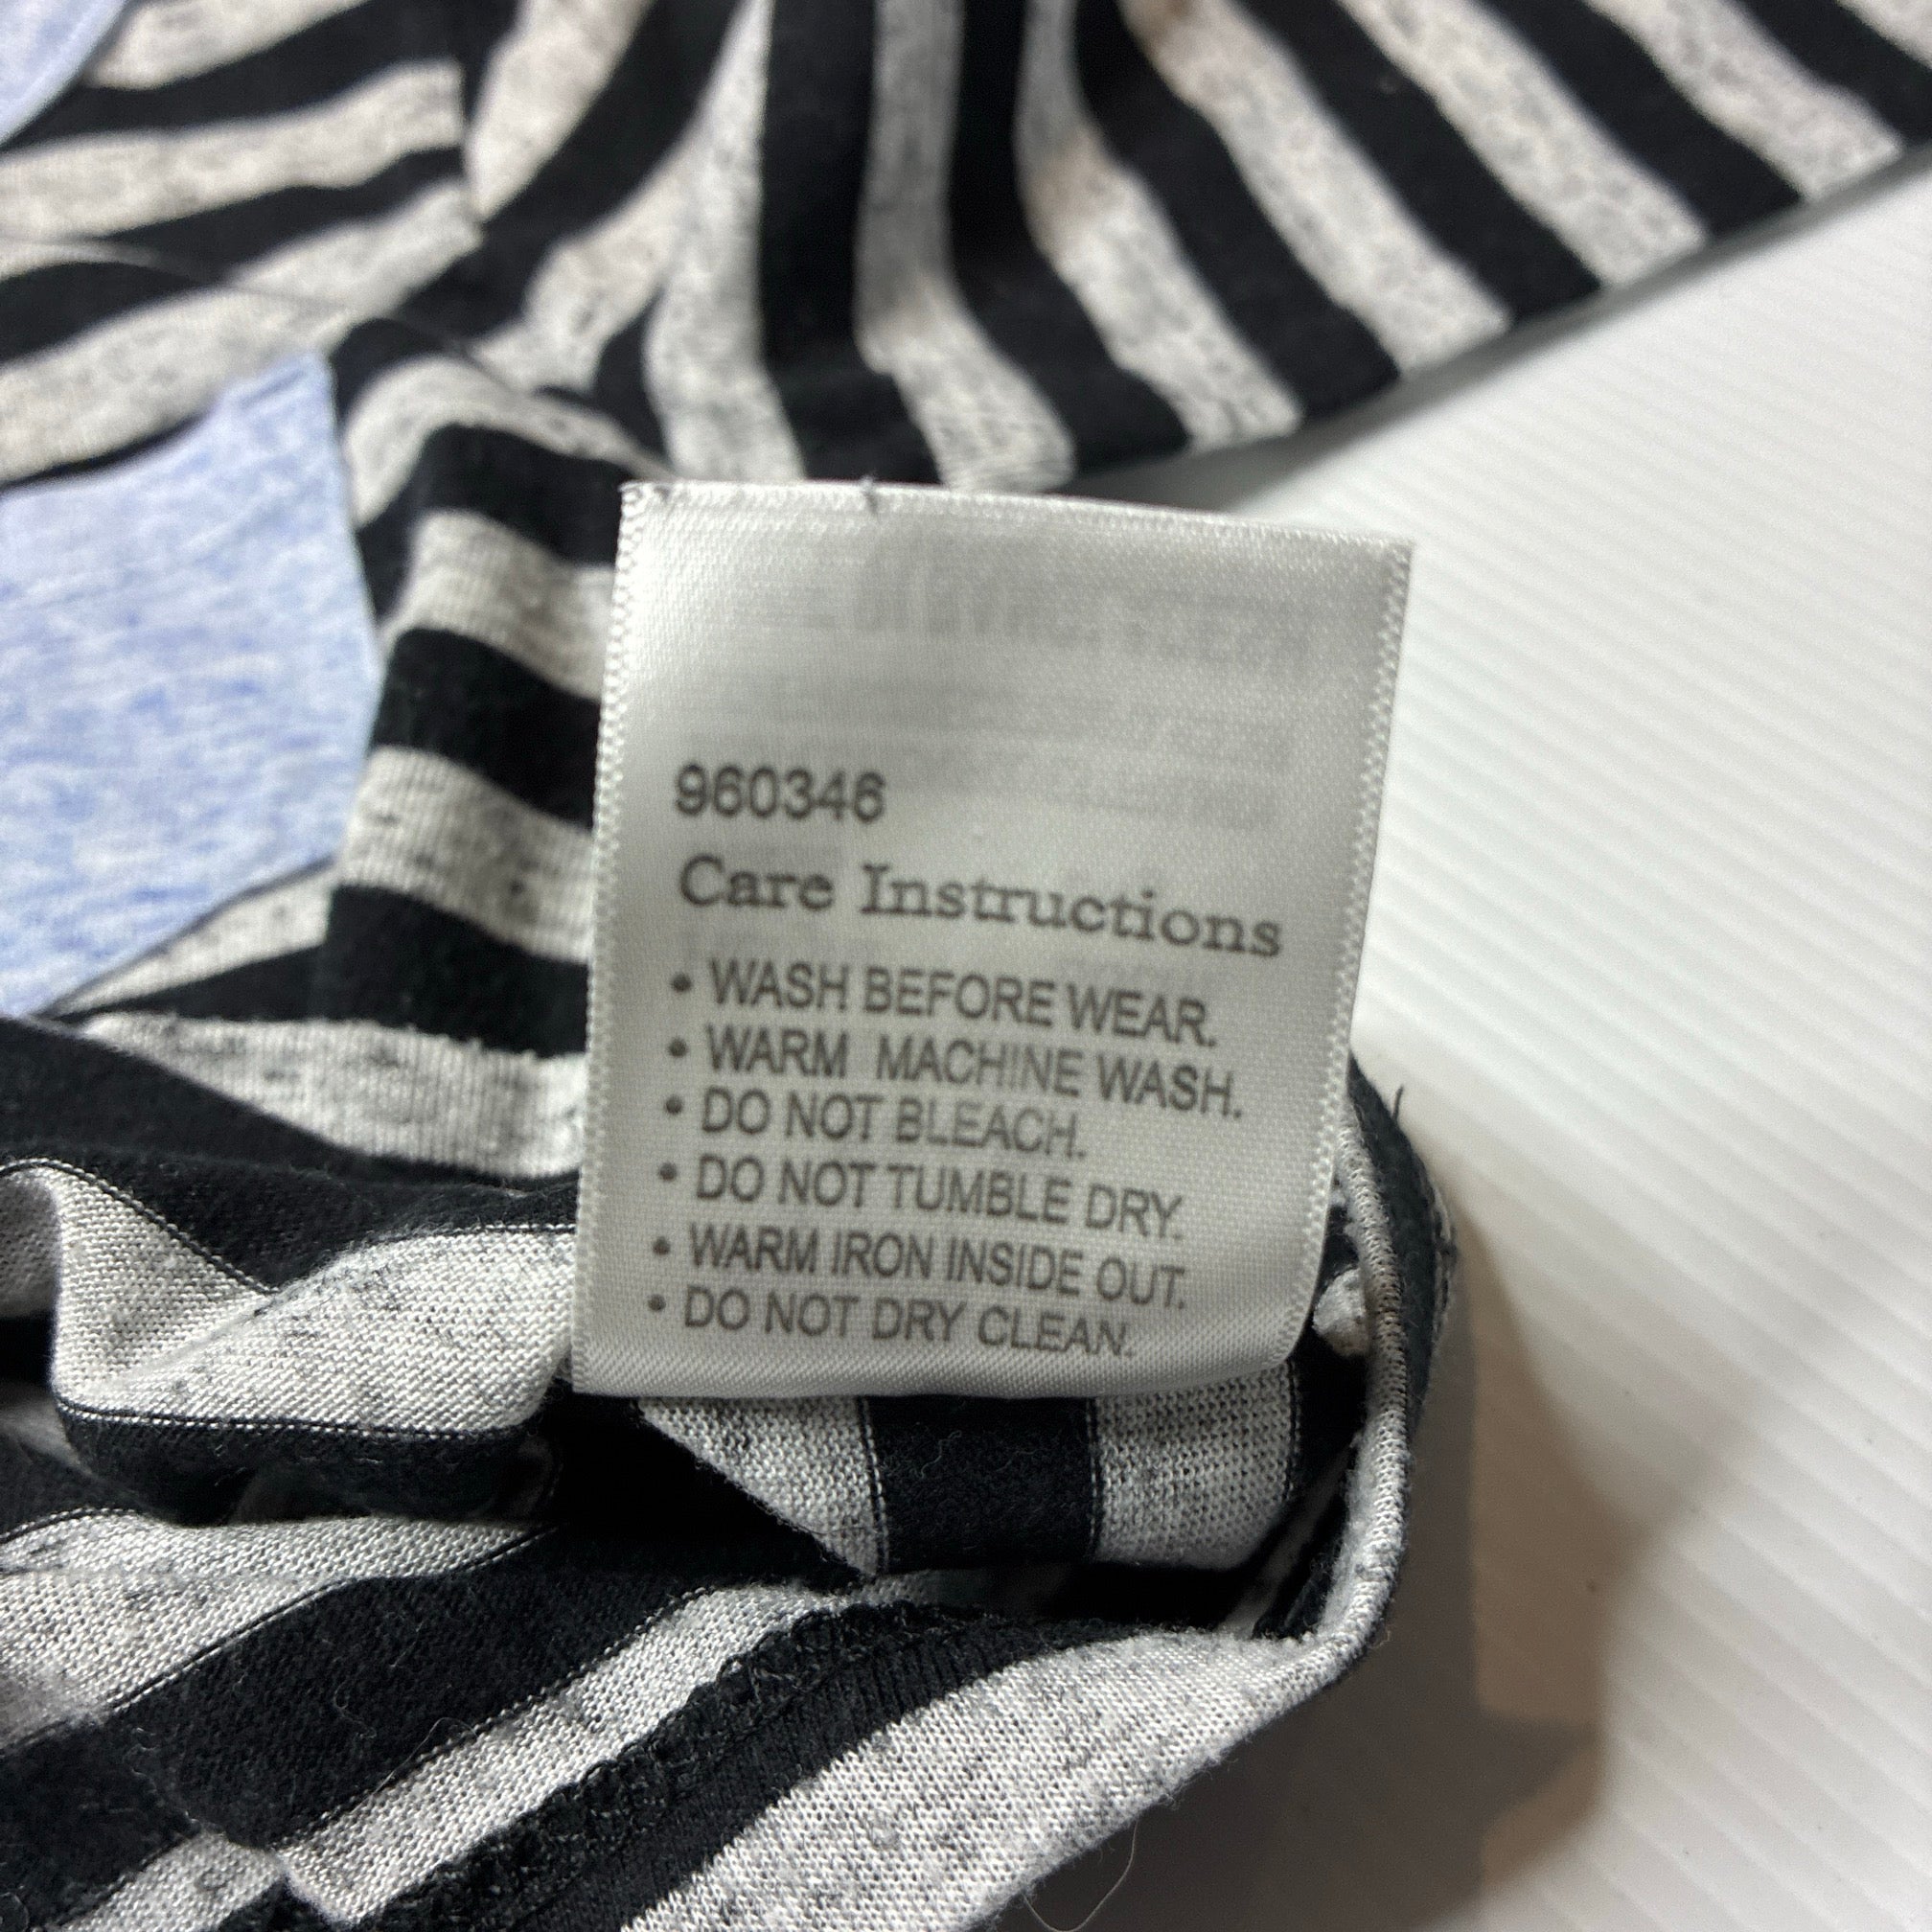 960346
Care Instructions
• WASH BEFORE WEAR.
• WARM MACHINE WASH.
• DO NOT BLEACH.
• DO NOT TUMBLE DRY.
• WARM IRON INSIDE OUT.
• DO NOT DRY CLEAN.